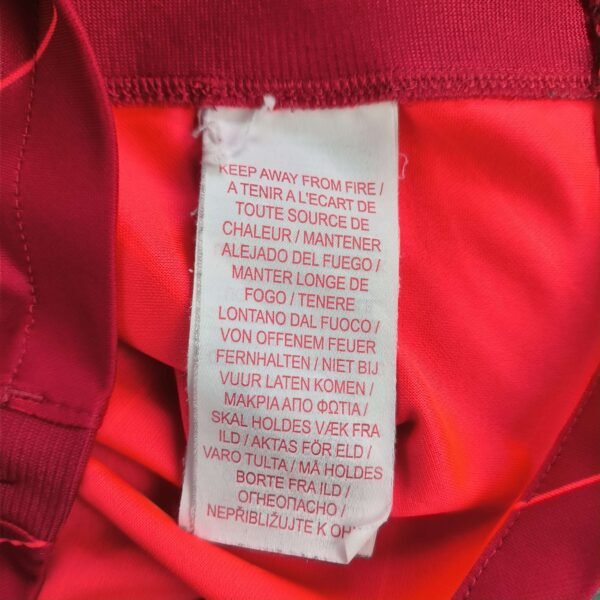 KEEP AWAY FROM FIRE /
A TENIR A L'ECART DE
TOUTE SOURCE DE
CHALEUR / MANTENER
ALEJADO DEL FUEGO /
MANTER LONGE DE
FOGO / TENERE
LONTANO DAL FUOCO /
VON OFFENEM FEUER
FERNHALTEN / NIET BIJ
VUUR LATEN KOMEN /
ΜΑΚΡΙΑ ΑΠΟ ΦΩΤΙΑ /
SKAL HOLDES VÆK FRA
ILD / AKTAS FÖR ELD /
VARO TULTA / MÅ HOLDES
BORTE FRA ILD /
ОГНЕОПАСНО /
NEPŘIBLIŽUJTE K